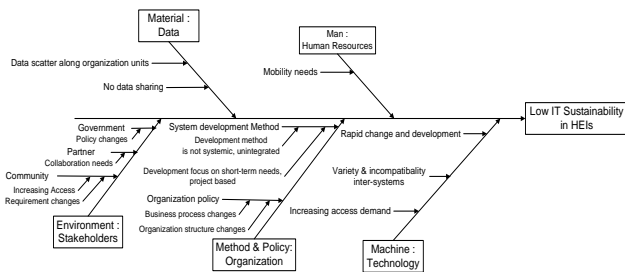 Material :
Data
Man :
Human Resources
Data scatter along organization units
Mobility needs
No data sharing
Low IT Sustainability
in HEIs
Government
Policy changes
Partner
Collaboration needs
Community
Increasing Access
Requirement changes
System development Method
Development method
is not systemic, unintegrated
Development focus on short-term needs,
project based
Organization policy
Business process changes
Organization structure changes
Rapid change and development
Variety & incompatibality
inter-systems
Increasing access demand
Environment :
Stakeholders
Method & Policy:
Organization
Machine :
Technology